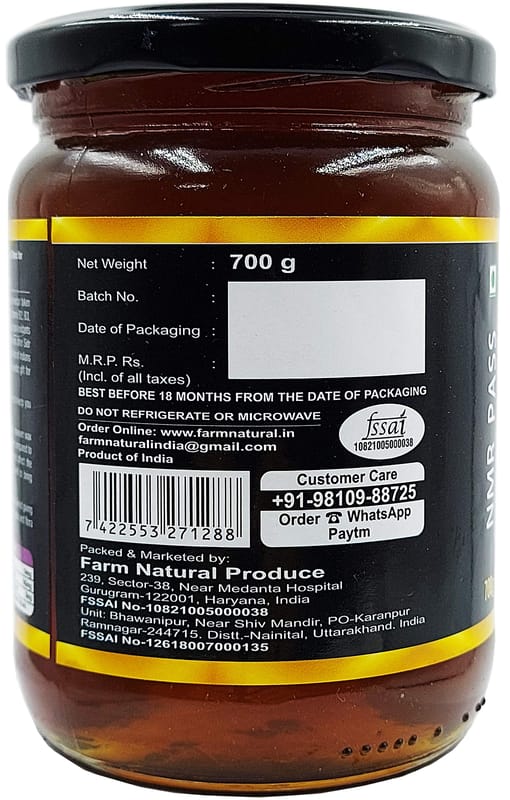 Net Weight : 700 g
Batch No. :
Date of Packaging :
M.R.P. Rs. :
(Incl. of all taxes)
BEST BEFORE 18 MONTHS FROM THE DATE OF PACKAGING
DO NOT REFRIGERATE OR MICROWAVE
Order Online: www.farmnatural.in
farmnaturalindia@gmail.com
Product of India
fssai
10821005000038
7 422553 271288
Customer Care
+91-98109-88725
Order ☎ WhatsApp
Paytm
Packed & Marketed by:
Farm Natural Produce
239, Sector-38, Near Medanta Hospital
Gurugram-122001, Haryana, India
FSSAI No-10821005000038
Unit: Bhawanipur, Near Shiv Mandir, PO-Karanpur
Ramnagar-244715. Distt.-Nainital, Uttarakhand. India
FSSAI No-12618007000135
NMR PASS